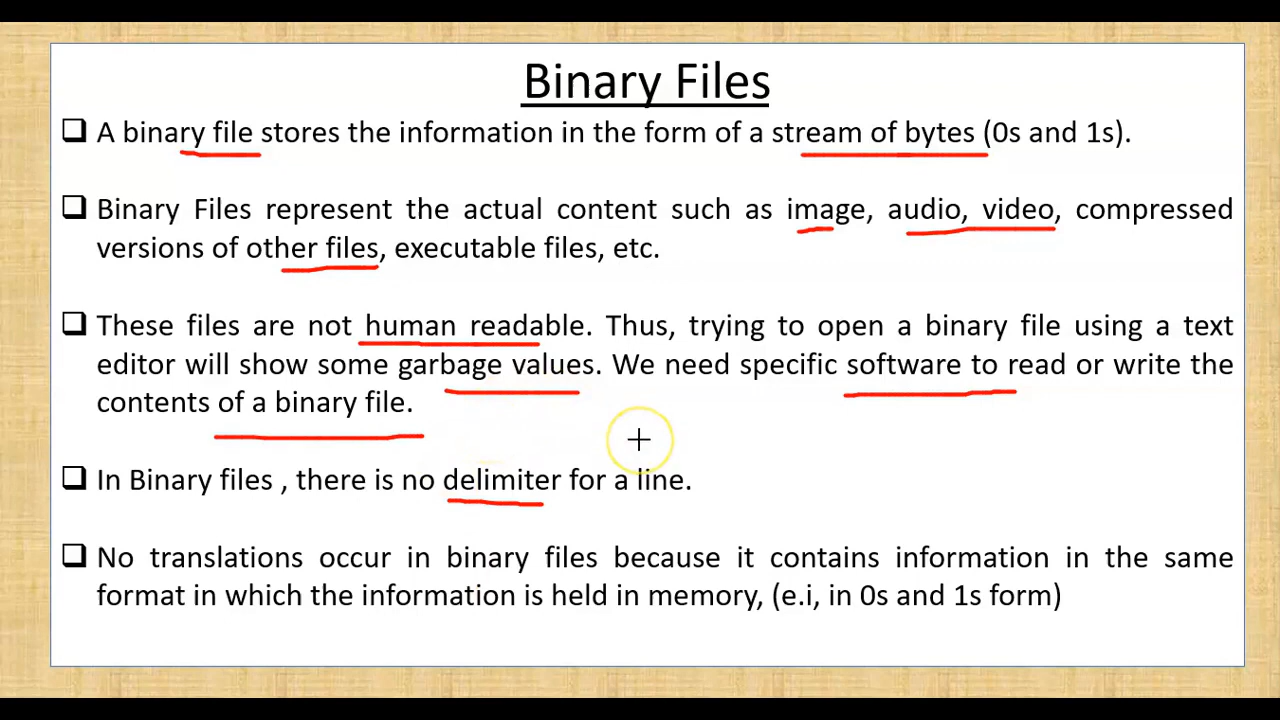 Binary Files
❑ A binary file stores the information in the form of a stream of bytes (0s and 1s).
❑ Binary Files represent the actual content such as image, audio, video, compressed
versions of other files, executable files, etc.
❑ These files are not human readable. Thus, trying to open a binary file using a text
editor will show some garbage values. We need specific software to read or write the
contents of a binary file.
❑ In Binary files , there is no delimiter for a line.
❑ No translations occur in binary files because it contains information in the same
format in which the information is held in memory, (e.i, in 0s and 1s form)